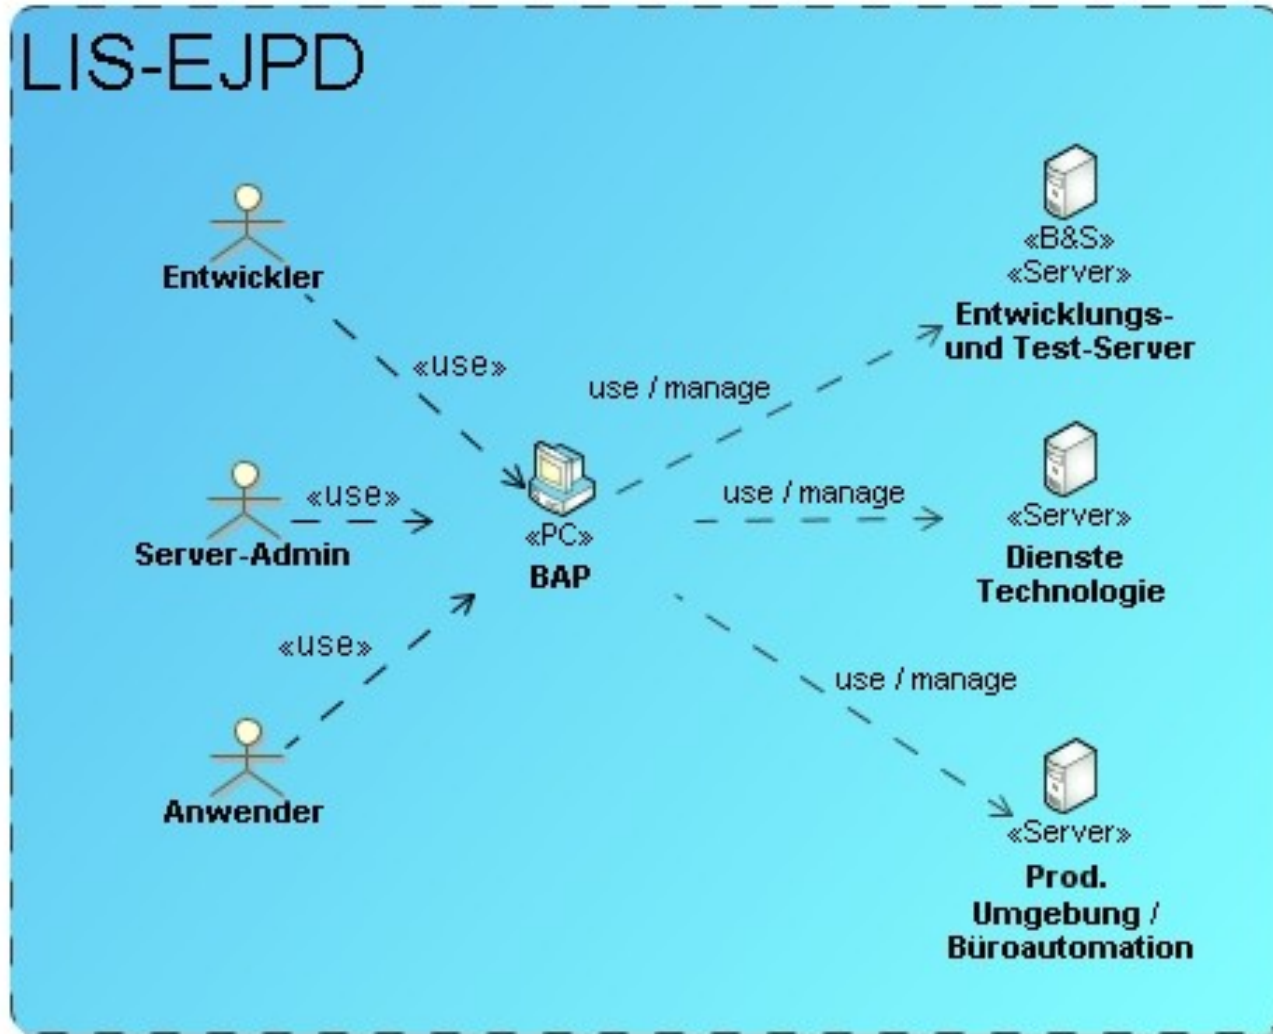 LIS-EJPD
Entwickler
«use»
Server-Admin
«use»
Anwender
«use»
«PC»
BAP
use / manage
use / manage
use / manage
«B&S»
«Server»
Entwicklungs-
und Test-Server
«Server»
Dienste
Technologie
«Server»
Prod.
Umgebung /
Büroautomation